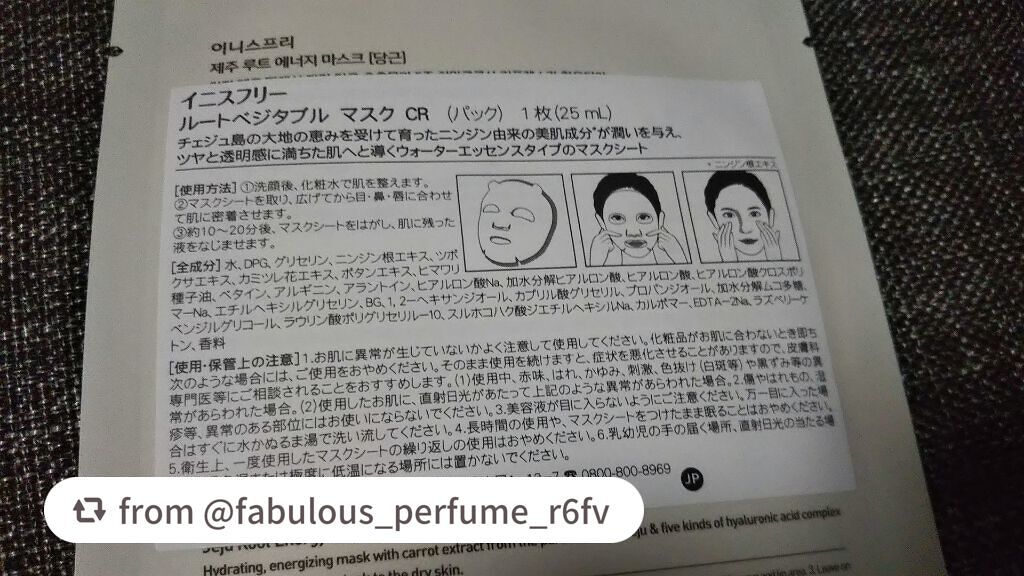 이니스프리
제주 루트 에너지 마스크 [당근]
イニスフリー
ルートベジタブル マスク CR (パック) 1枚(25 mL)
チェジュ島の大地の恵みを受けて育ったニンジン由来の美肌成分*が潤いを与え、
ツヤと透明感に満ちた肌へと導くウォーターエッセンスタイプのマスクシート
*ニンジン根エキス
[使用方法] ①洗顔後、化粧水で肌を整えます。
②マスクシートを取り、広げてから目・鼻・唇に合わせ
て肌に密着させます。
③約10～20分後、マスクシートをはがし、肌に残った
液をなじませます。
[全成分] 水、DPG、グリセリン、ニンジン根エキス、ツボ
クサエキス、カミツレ花エキス、ボタンエキス、ヒマワリ
種子油、ベタイン、アルギニン、アラントイン、ヒアルロン酸Na、加水分解ヒアルロン酸、ヒアルロン酸、ヒアルロン酸クロスポリ
マーNa、エチルヘキシルグリセリン、BG、1，2-ヘキサンジオール、カプリル酸グリセリル、プロパンジオール、加水分解ムコ多糖、
ベンジルグリコール、ラウリン酸ポリグリセリル-10、スルホコハク酸ジエチルヘキシルNa、カルボマー、EDTA-2Na、ラズベリーケ
トン、香料
[使用・保管上の注意] 1.お肌に異常が生じていないかよく注意して使用してください。化粧品がお肌に合わないとき即ち
次のような場合には、ご使用をおやめください。そのまま使用を続けますと、症状を悪化させることがありますので、皮膚科
専門医等にご相談されることをおすすめします。(1)使用中、赤味、はれ、かゆみ、刺激、色抜け(白斑等)や黒ずみ等の異
常があらわれた場合。(2)使用したお肌に、直射日光があたって上記のような異常があらわれた場合。2.傷やはれもの、湿
疹等、異常のある部位にはお使いにならないでください。3.美容液が目に入らないようにご注意ください。万一目に入った場
合はすぐに水かぬるま湯で洗い流してください。4.長時間の使用や、マスクシートをつけたまま眠ることはおやめください。
5.衛生上、一度使用したマスクシートの繰り返しの使用はおやめください。6.乳幼児の手の届く場所、直射日光の当たる場
極度に低温になる場所には置かないでください。
0800-800-8969
JP
from @fabulous_perfume_r6fv
& five kinds of hyaluronic acid complex
Hydrating, energizing mask with carrot extract from the
to the dry skin.